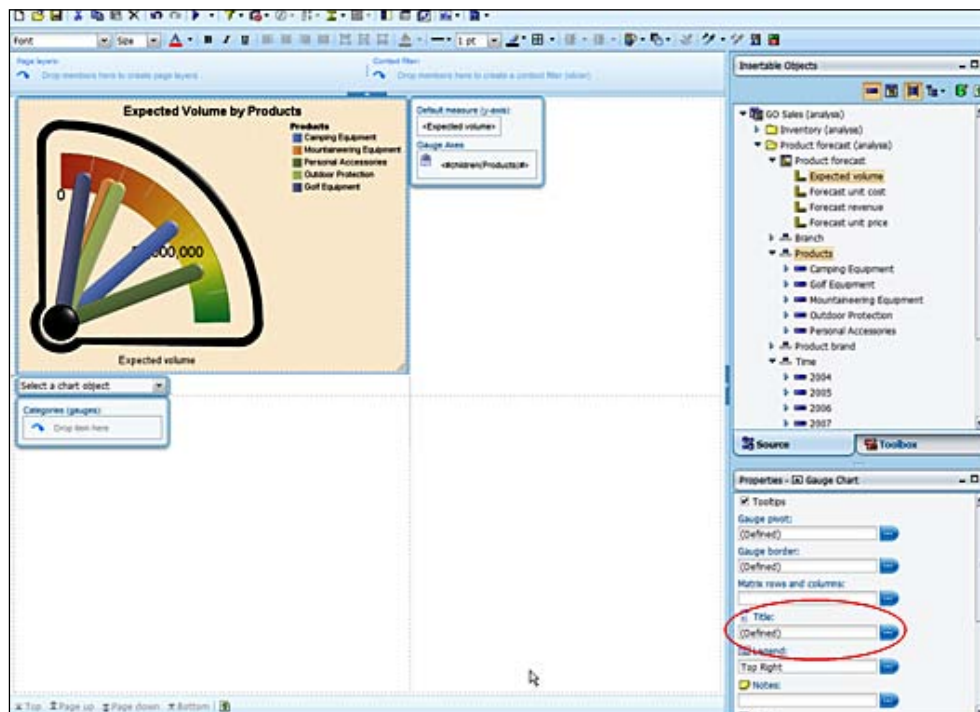 Font
Size
1 pt
Page layers:
Drop members here to create page layers
Context filter:
Drop members here to create a context filter (slicer)
Expected Volume by Products
Products
Camping Equipment
Mountaineering Equipment
Personal Accessories
Outdoor Protection
Golf Equipment
0
000,000
Expected volume
Default measure (y-axis)
<Expected volume>
Gauge Axes
<#children(Products)#>
Select a chart object
Categories (gauges)
Drop item here
Insertable Objects
GO Sales (analysis)
Inventory (analysis)
Product forecast (analysis)
Product forecast
Expected volume
Forecast unit cost
Forecast revenue
Forecast unit price
Branch
Products
Camping Equipment
Golf Equipment
Mountaineering Equipment
Outdoor Protection
Personal Accessories
Product brand
Time
2004
2005
2006
2007
Source
Toolbox
Properties - Gauge Chart
Tooltips
Gauge pivot:
(Defined)
Gauge border:
(Defined)
Matrix rows and columns:
Title:
(Defined)
Legend:
Top Right
Notes:
Top Page up Page down Bottom